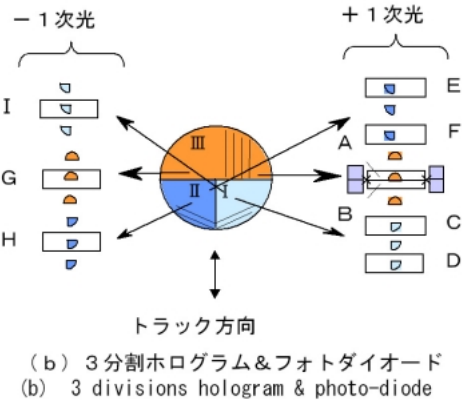 －１次光
＋１次光
I
G
H
III
II
I
E
A
F
B
C
D
トラック方向
（ｂ）３分割ホログラム＆フォトダイオード
(b) 3 divisions hologram & photo-diode